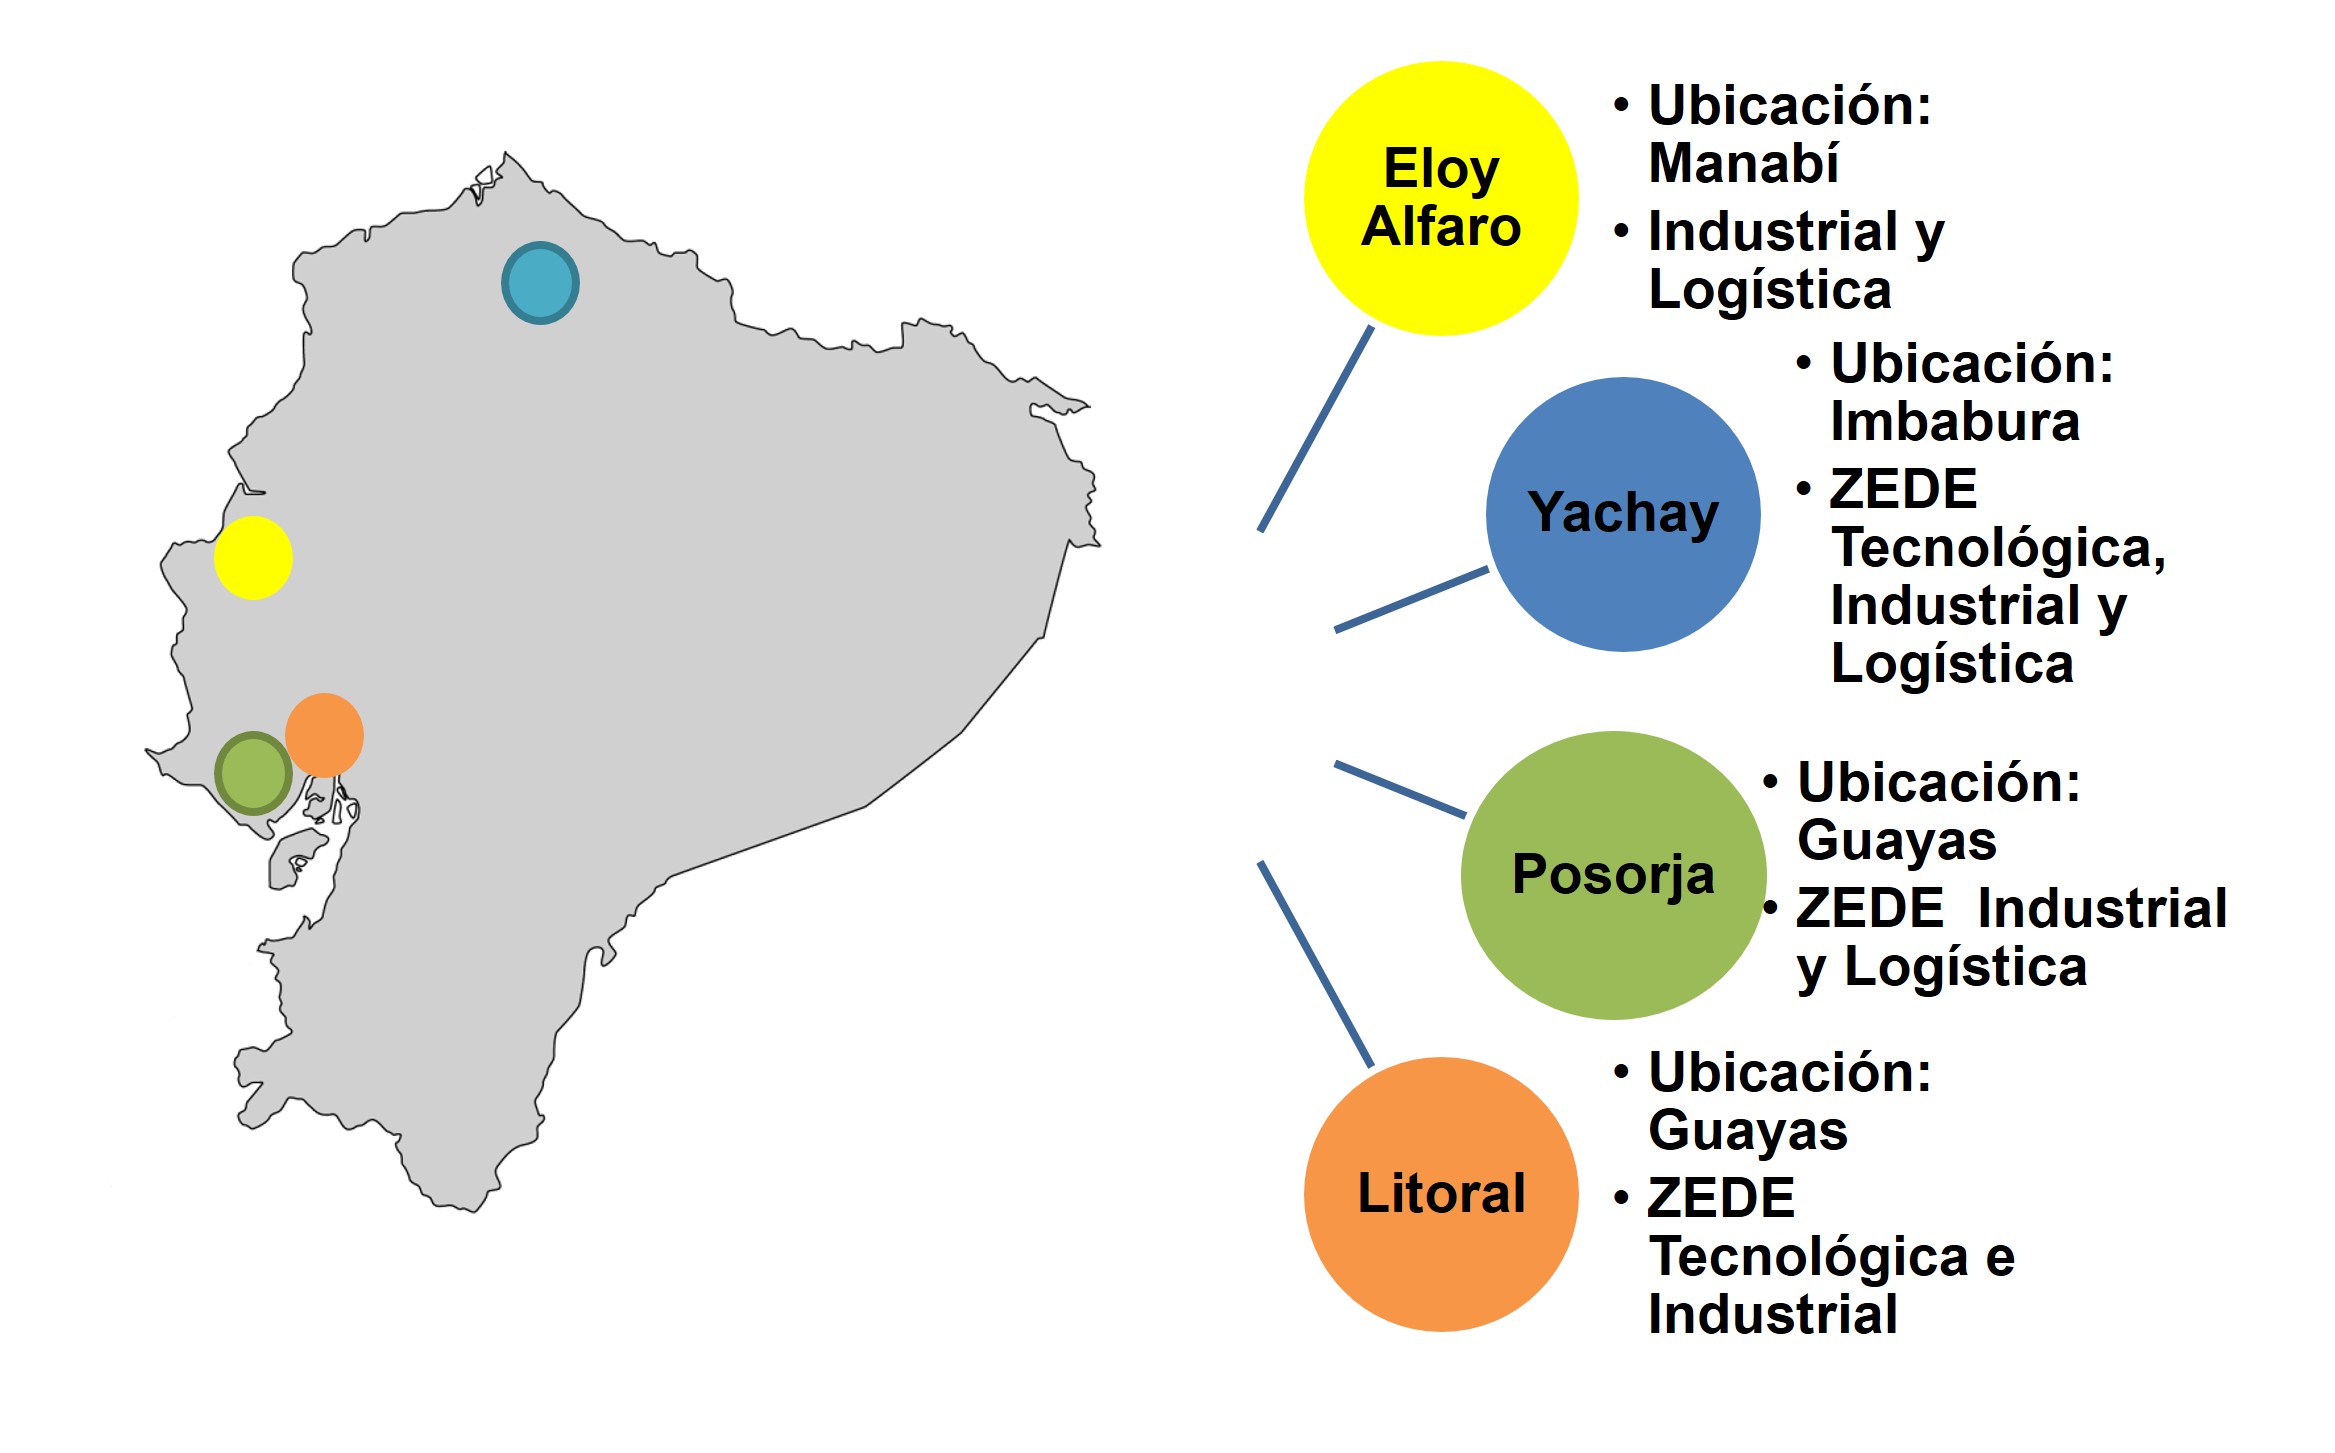 Eloy
Alfaro
• Ubicación:
Manabí
• Industrial y
Logística
Yachay
• Ubicación:
Imbabura
• ZEDE
Tecnológica,
Industrial y
Logística
Posorja
• Ubicación:
Guayas
• ZEDE  Industrial
y Logística
Litoral
• Ubicación:
Guayas
• ZEDE
Tecnológica e
Industrial